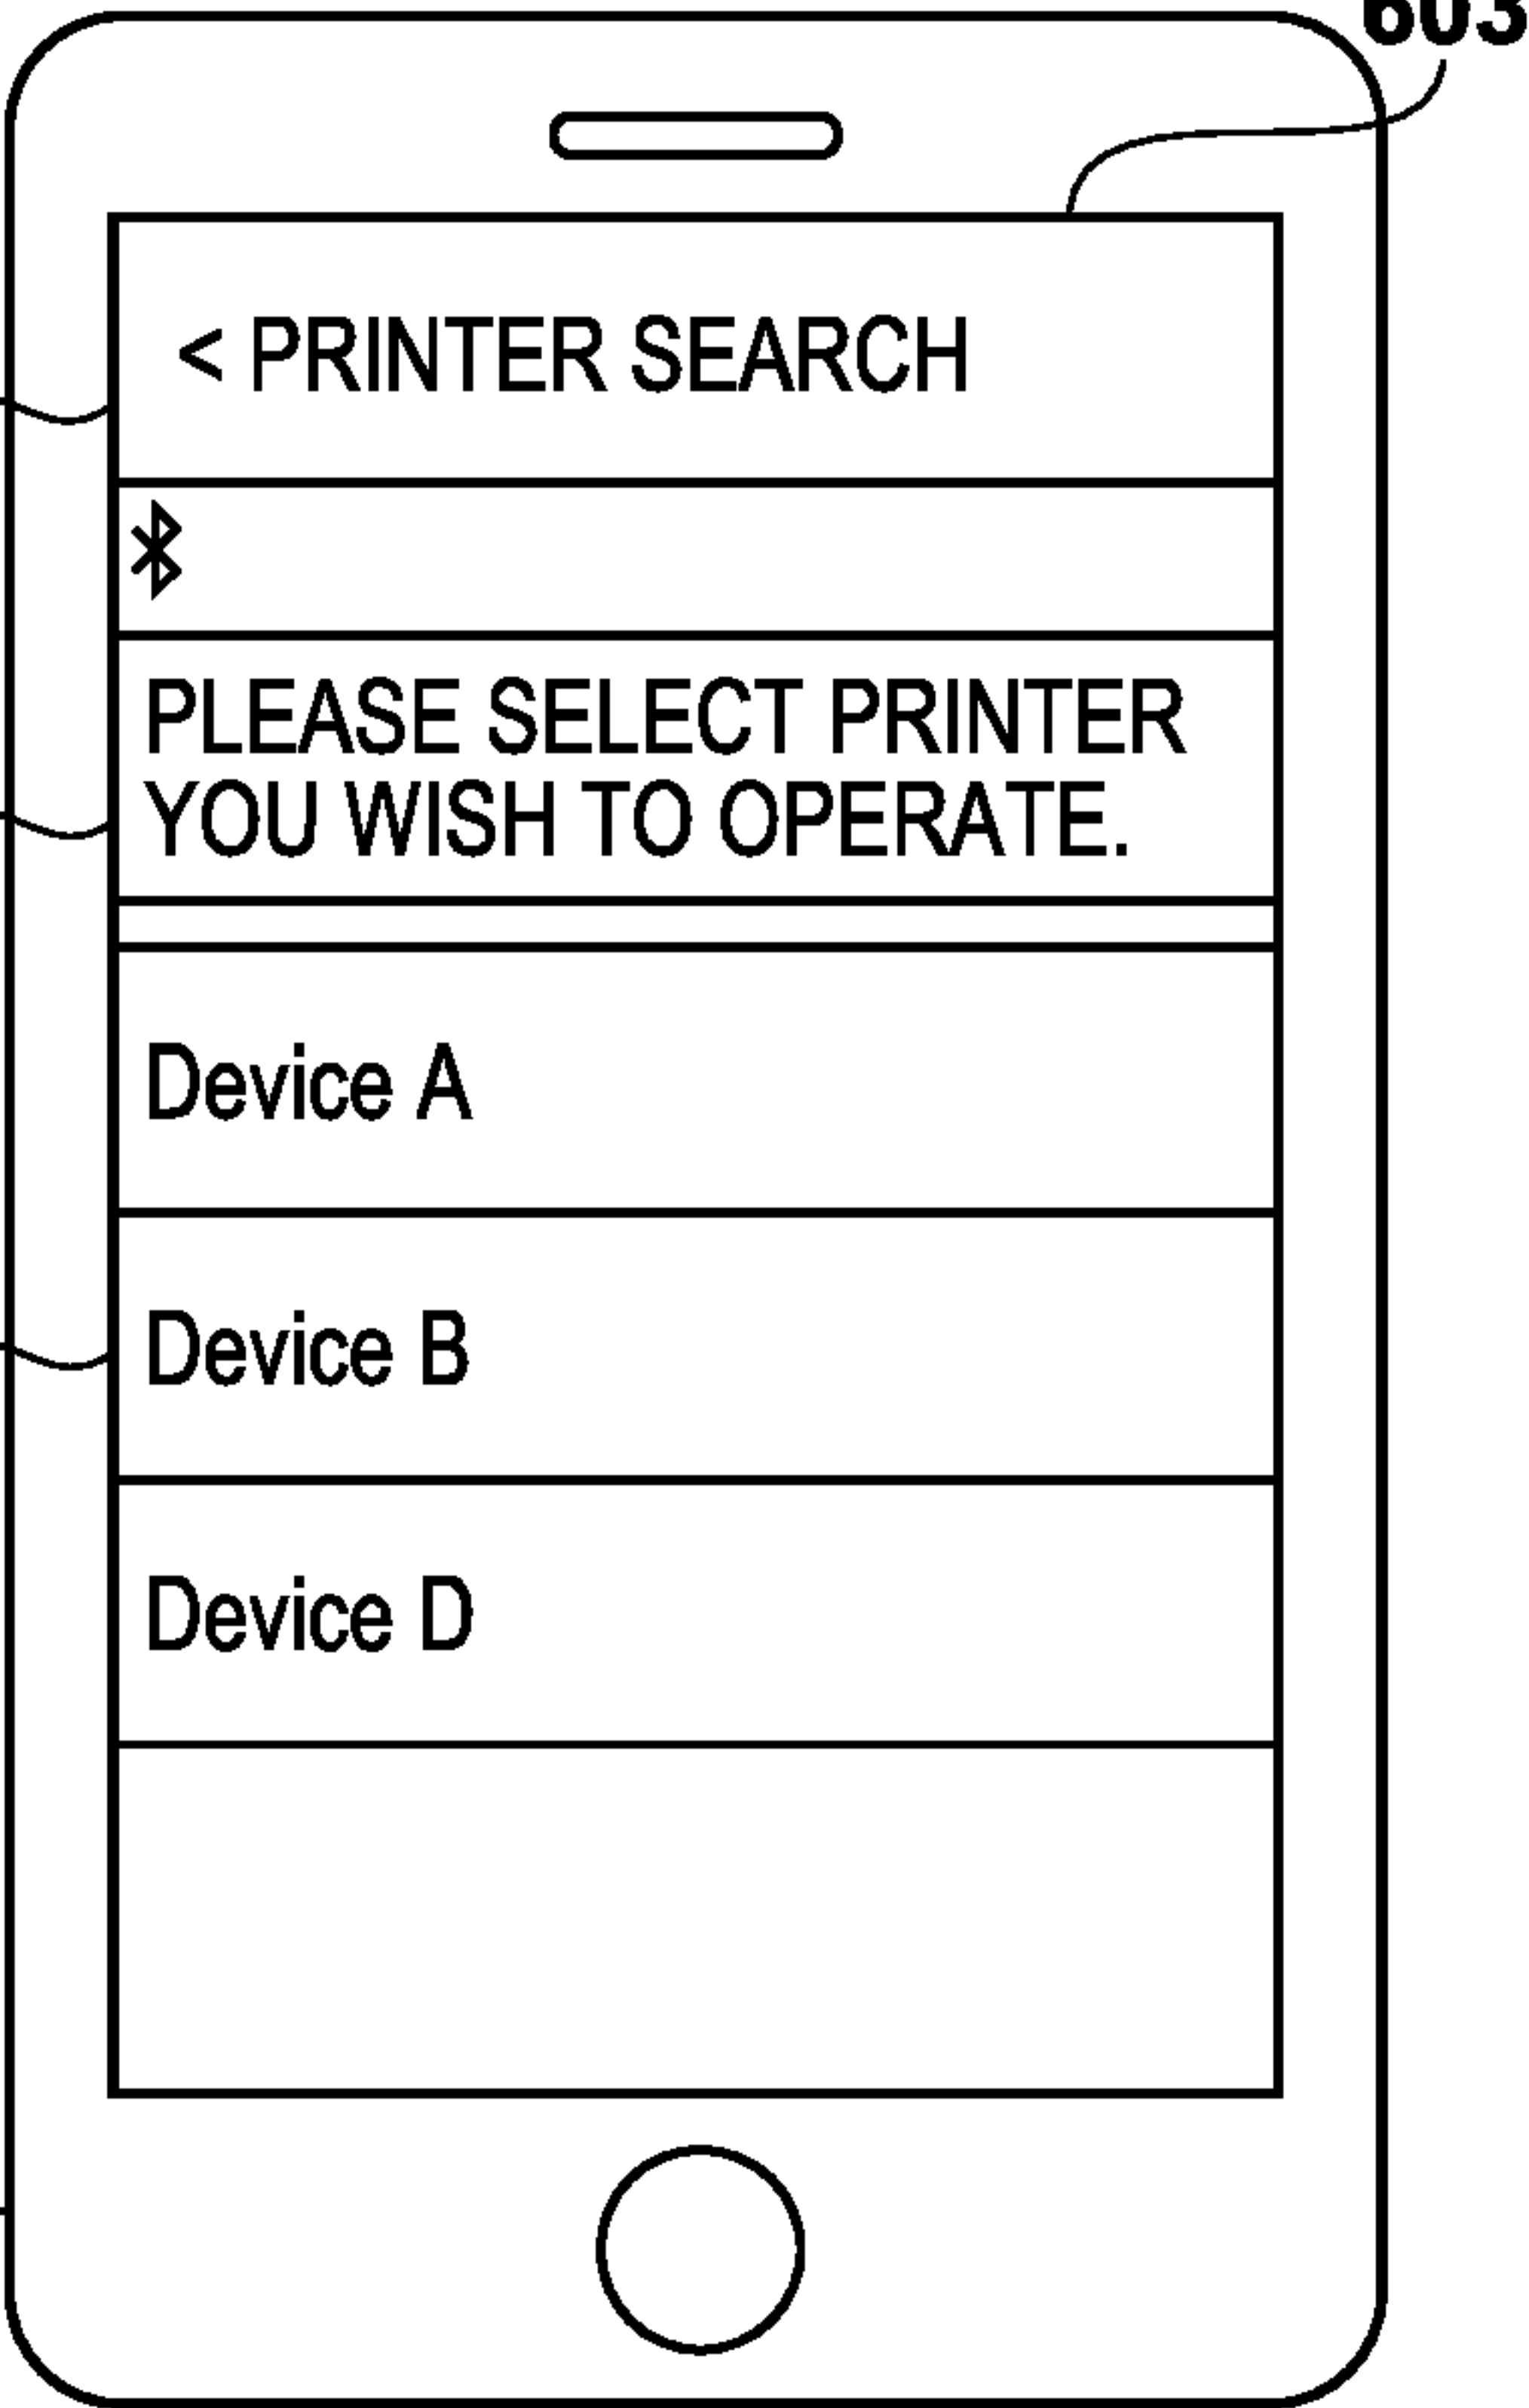 603
< PRINTER SEARCH
PLEASE SELECT PRINTER
YOU WISH TO OPERATE.
Device A
Device B
Device D